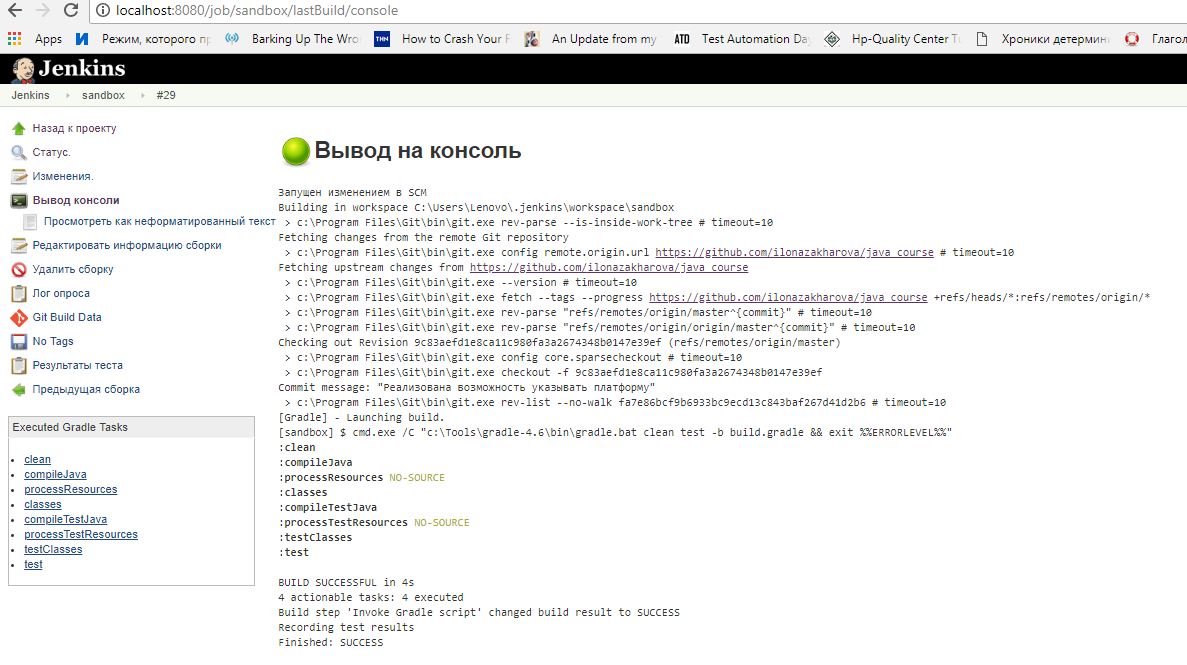 localhost:8080/job/sandbox/lastBuild/console
Apps Режим, которого Barking Up The Wro How to Crash Your An Update from my ATD Test Automation Da Hp-Quality Center Хроники Глагол
Jenkins
Jenkins sandbox #29
Назад к проекту
Статус.
Изменения.
Вывод консоли
Просмотреть как неформатированный текст
Редактировать информацию сборки
Удалить сборку
Лог опроса
Git Build Data
No Tags
Результаты теста
Предыдущая сборка
Executed Gradle Tasks
clean
compileJava
processResources
classes
compileTestJava
processTestResources
testClasses
test
Вывод на консоль
Запущен изменением в SCM
Building in workspace C:\Users\Lenovo\.jenkins\workspace\sandbox
> c:\Program Files\Git\bin\git.exe rev-parse --is-inside-work-tree # timeout=10
Fetching changes from the remote Git repository
> c:\Program Files\Git\bin\git.exe config remote.origin.url https://github.com/ilonazakharova/java_course # timeout=10
Fetching upstream changes from https://github.com/ilonazakharova/java_course
> c:\Program Files\Git\bin\git.exe --version # timeout=10
> c:\Program Files\Git\bin\git.exe fetch --tags --progress https://github.com/ilonazakharova/java_course +refs/heads/*:refs/remotes/origin/*
> c:\Program Files\Git\bin\git.exe rev-parse "refs/remotes/origin/master^{commit}" # timeout=10
> c:\Program Files\Git\bin\git.exe rev-parse "refs/remotes/origin/origin/master^{commit}" # timeout=10
Checking out Revision 9c83aefd1e8ca11c980fa3a2674348b0147e39ef (refs/remotes/origin/master)
> c:\Program Files\Git\bin\git.exe config core.sparsecheckout # timeout=10
> c:\Program Files\Git\bin\git.exe checkout -f 9c83aefd1e8ca11c980fa3a2674348b0147e39ef
Commit message: "Реализована возможность указывать платформу"
> c:\Program Files\Git\bin\git.exe rev-list --no-walk fa7e86bcf9b6933bc9ecd13c843baf267d41d2b6 # timeout=10
[Gradle] - Launching build.
[sandbox] $ cmd.exe /C "c:\Tools\gradle-4.6\bin\gradle.bat clean test -b build.gradle && exit %%ERRORLEVEL%%"
:clean
:compileJava
:processResources NO-SOURCE
:classes
:compileTestJava
:processTestResources NO-SOURCE
:testClasses
:test
BUILD SUCCESSFUL in 4s
4 actionable tasks: 4 executed
Build step 'Invoke Gradle script' changed build result to SUCCESS
Recording test results
Finished: SUCCESS